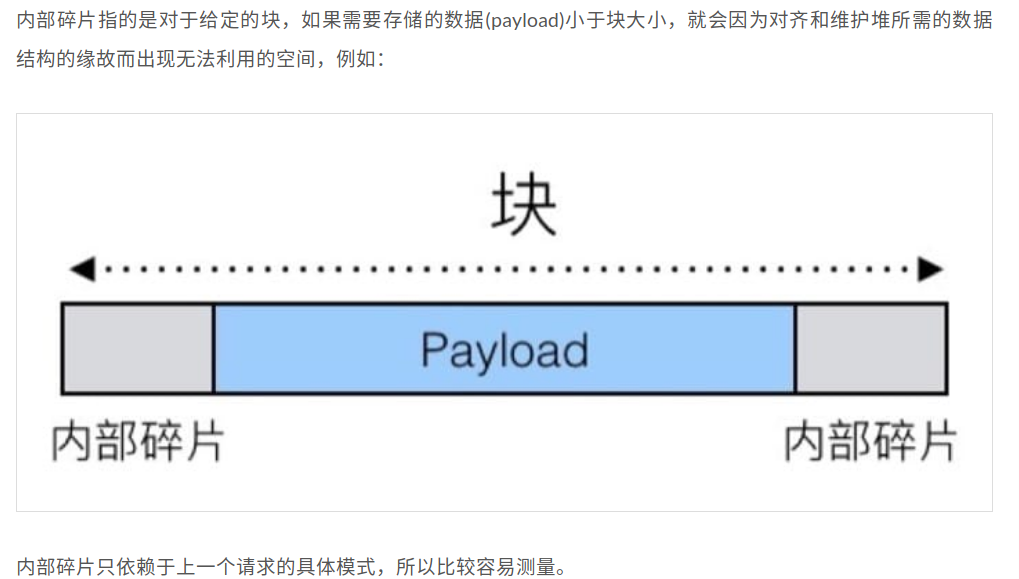 内部碎片指的是对于给定的块，如果需要存储的数据(payload)小于块大小，就会因为对齐和维护堆所需的数据
结构的缘故而出现无法利用的空间，例如：
块
Payload
内部碎片 内部碎片
内部碎片只依赖于上一个请求的具体模式，所以比较容易测量。